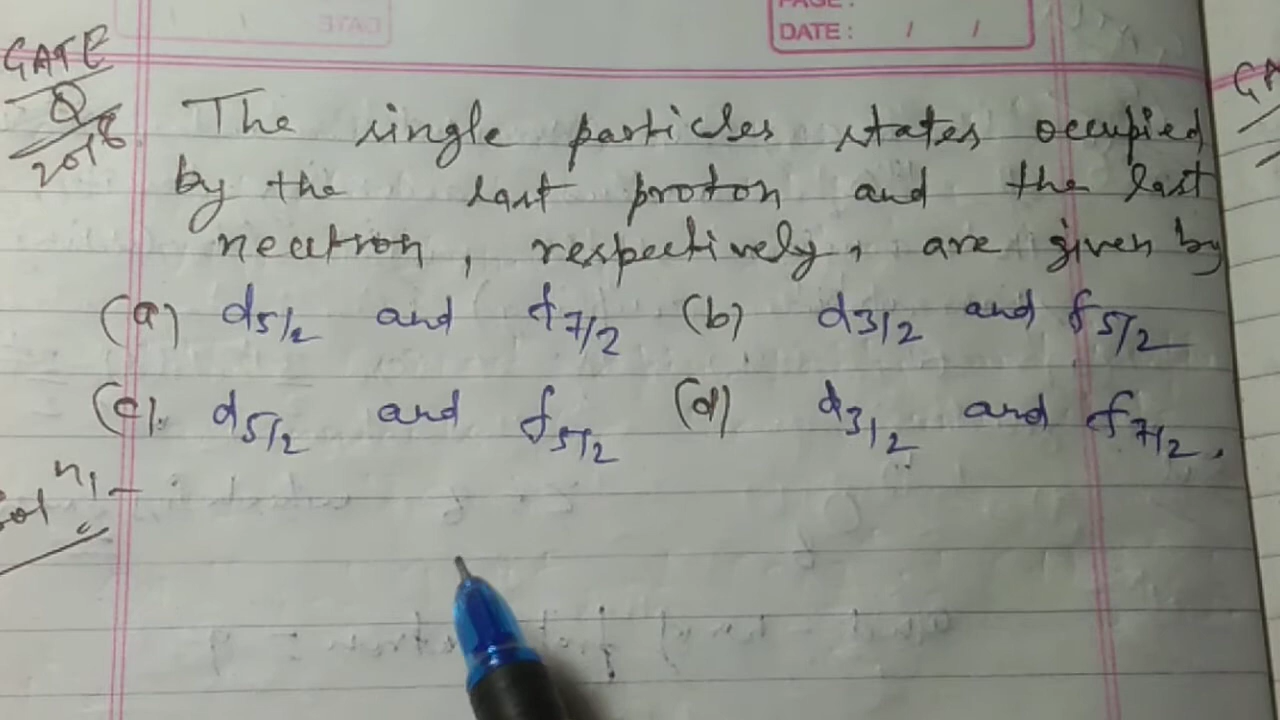 PAGE:
DATE: / /
GATE
Q
2018
The single particles states occupied
by the last proton and the last
neutron, respectively, are given by
(a) d5/2 and f7/2 (b) d3/2 and f5/2
(c). d5/2 and f5/2 (d) d3/2 and f7/2.
Soln,-